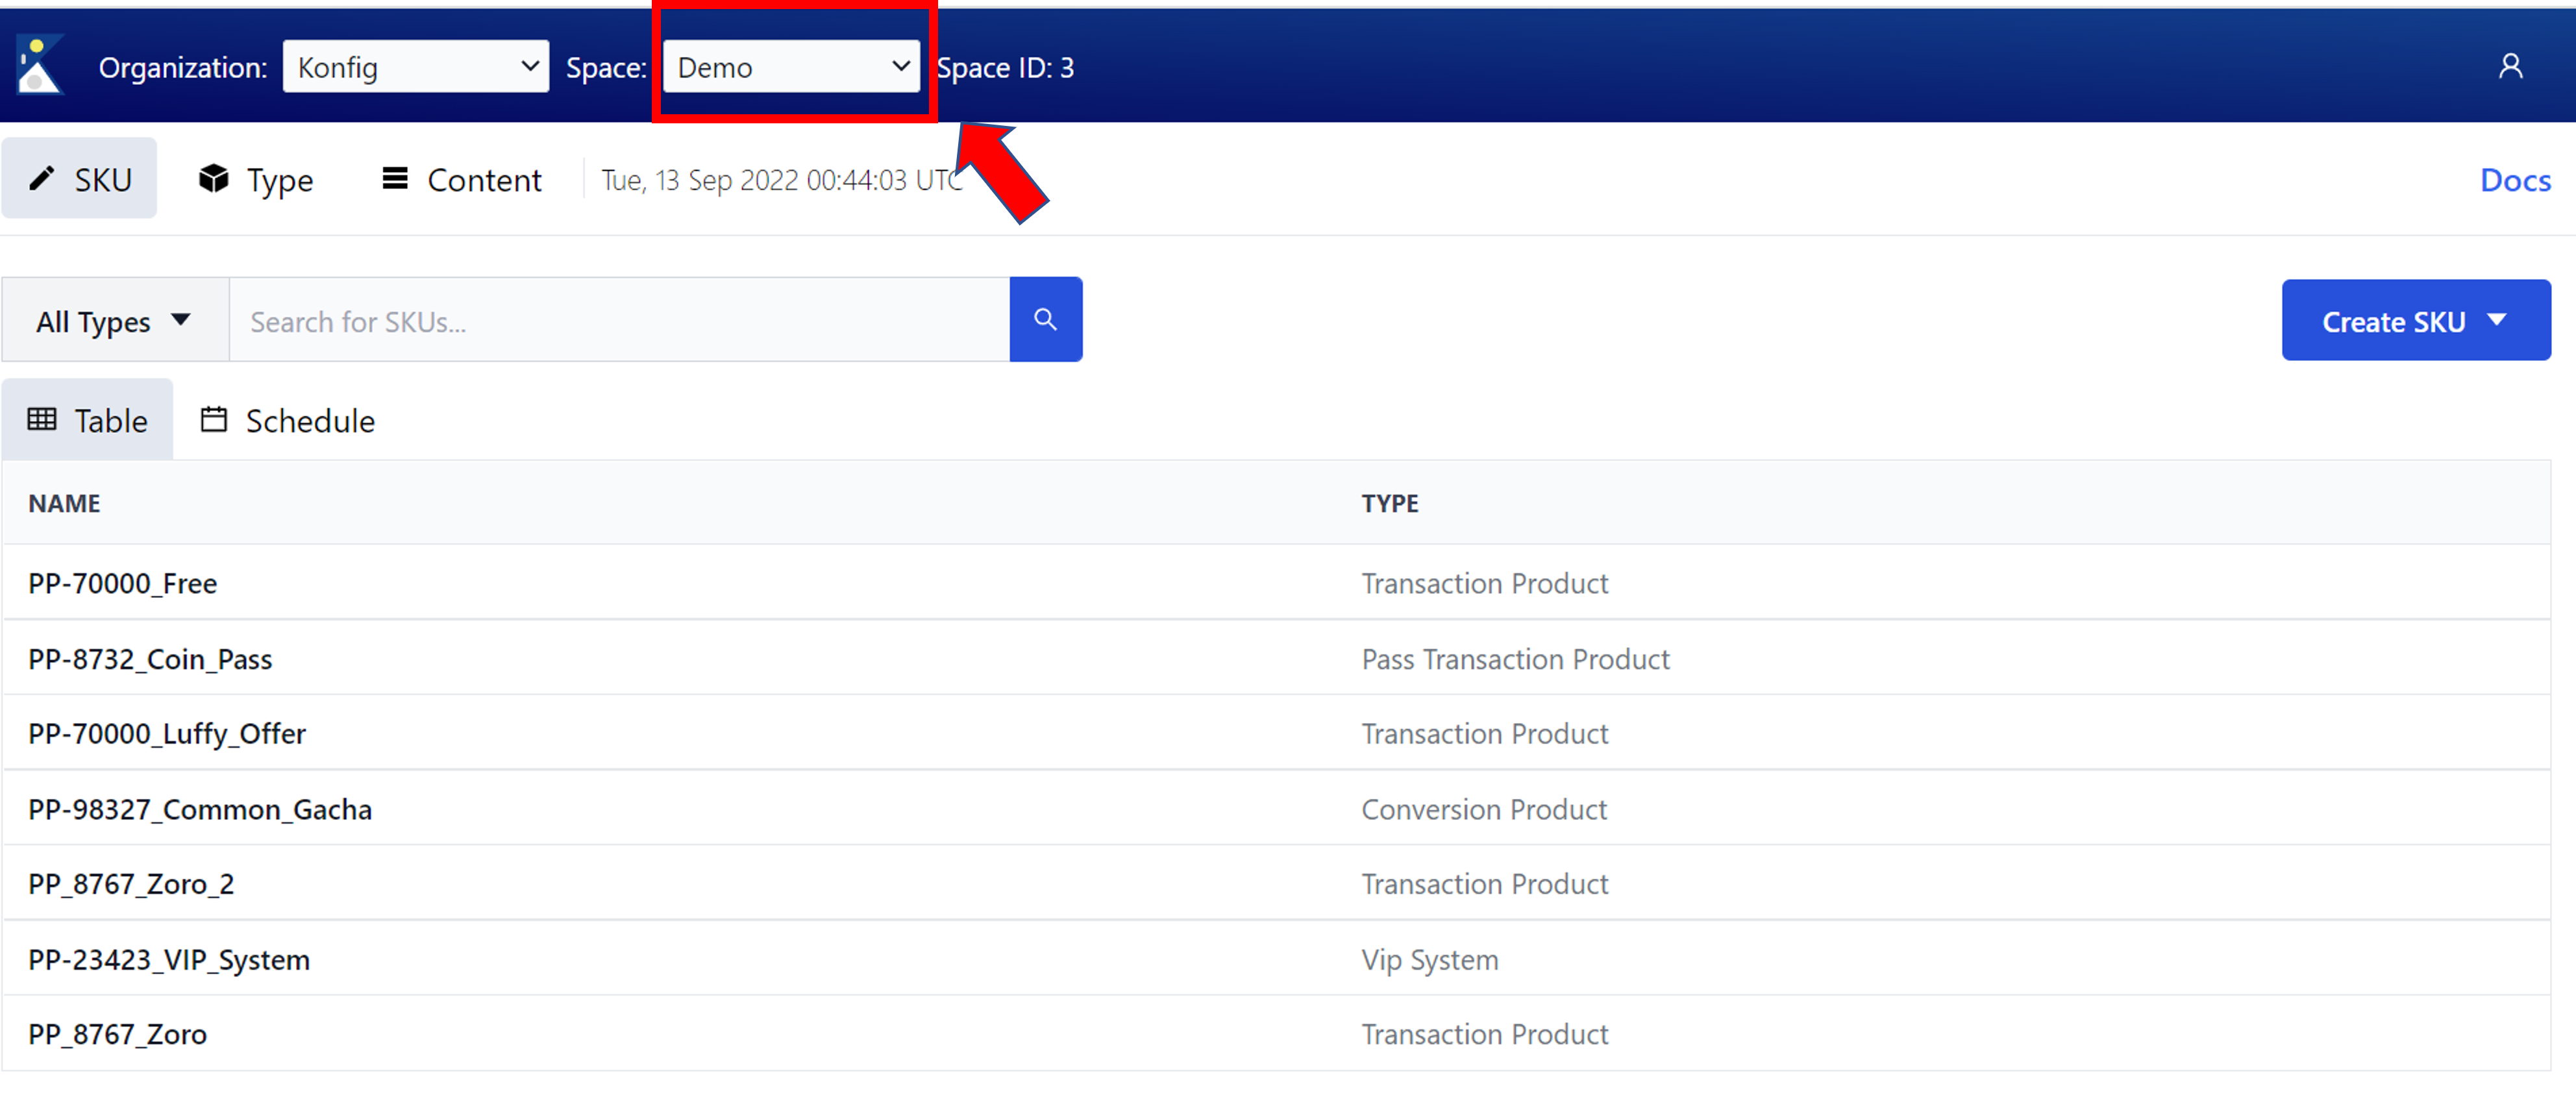 Organization: Konfig Space: Demo Space ID: 3
SKU Type Content Tue, 13 Sep 2022 00:44:03 UTC Docs
All Types Search for SKUs... Create SKU
Table Schedule
NAME TYPE
PP-70000_Free Transaction Product
PP-8732_Coin_Pass Pass Transaction Product
PP-70000_Luffy_Offer Transaction Product
PP-98327_Common_Gacha Conversion Product
PP_8767_Zoro_2 Transaction Product
PP-23423_VIP_System Vip System
PP_8767_Zoro Transaction Product